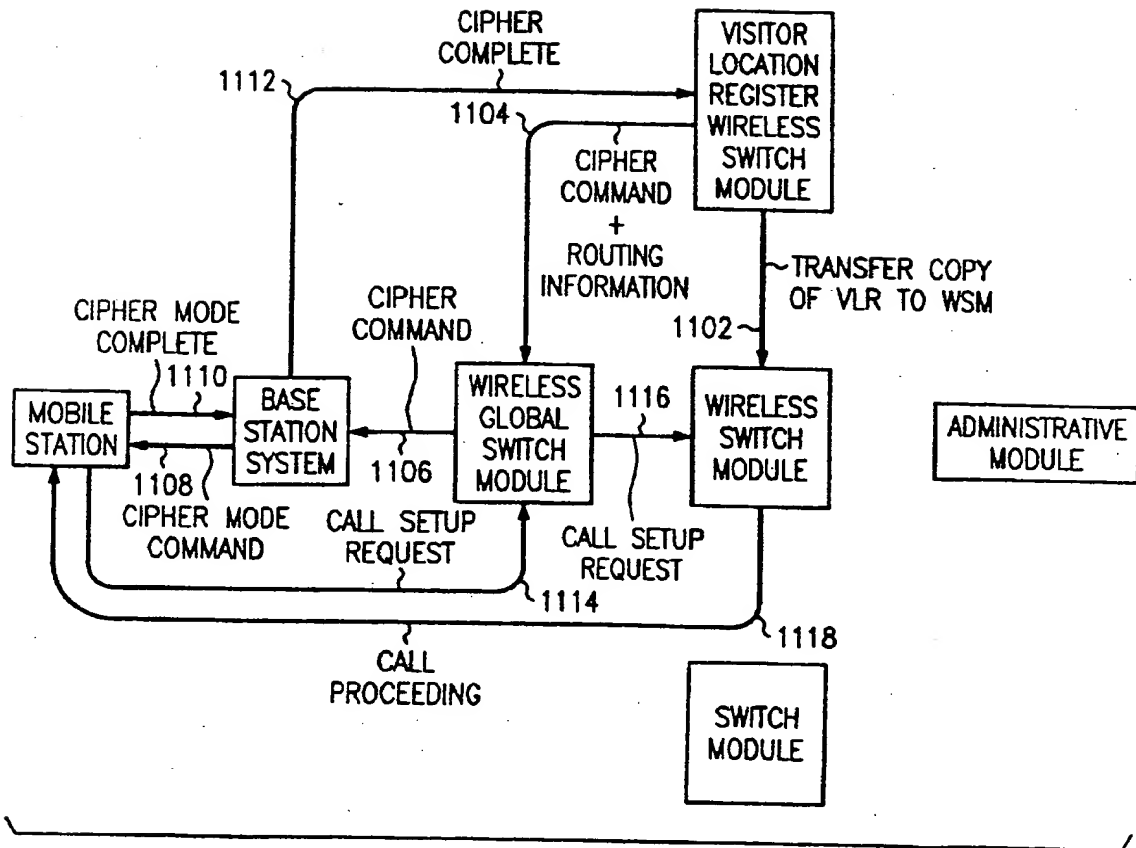 CIPHER
COMPLETE
1112
VISITOR
LOCATION
REGISTER
WIRELESS
SWITCH
MODULE
1104
CIPHER
COMMAND
+
ROUTING
INFORMATION
TRANSFER COPY
OF VLR TO WSM
1102
CIPHER
COMMAND
CIPHER MODE
COMPLETE
1110
MOBILE
STATION
BASE
STATION
SYSTEM
1106
WIRELESS
GLOBAL
SWITCH
MODULE
1116
WIRELESS
SWITCH
MODULE
ADMINISTRATIVE
MODULE
1108
CIPHER MODE
COMMAND
CALL SETUP
REQUEST
1114
CALL SETUP
REQUEST
1118
CALL
PROCEEDING
SWITCH
MODULE